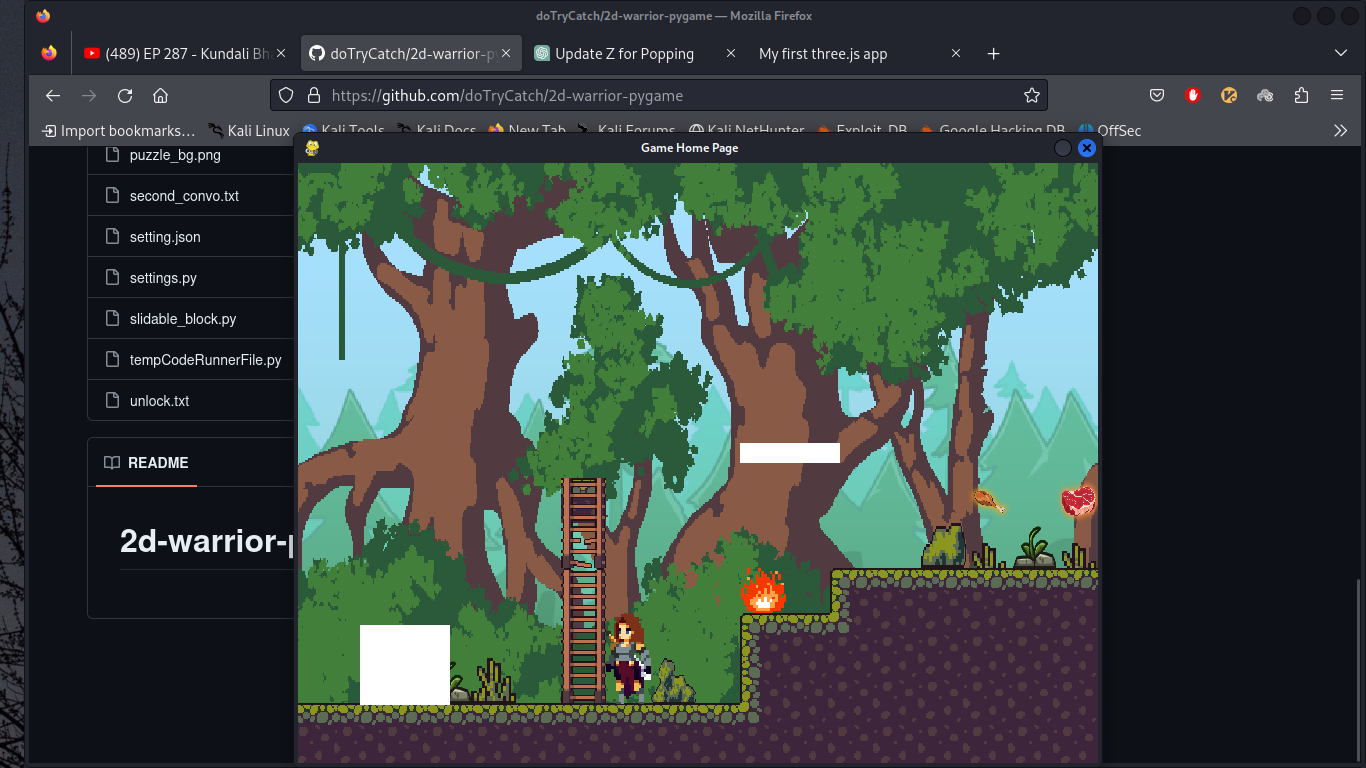 doTryCatch/2d-warrior-pygame — Mozilla Firefox
(489) EP 287 - Kundali Bh
doTryCatch/2d-warrior-p
Update Z for Popping
My first three.js app
https://github.com/doTryCatch/2d-warrior-pygame
Import bookmarks…
Kali Linux
Kali Tools
Kali Docs
New Tab
Kali Forums
Kali NetHunter
Exploit-DB
Google Hacking DB
OffSec
Game Home Page
puzzle_bg.png
second_convo.txt
setting.json
settings.py
slidable_block.py
tempCodeRunnerFile.py
unlock.txt
README
2d-warrior-p